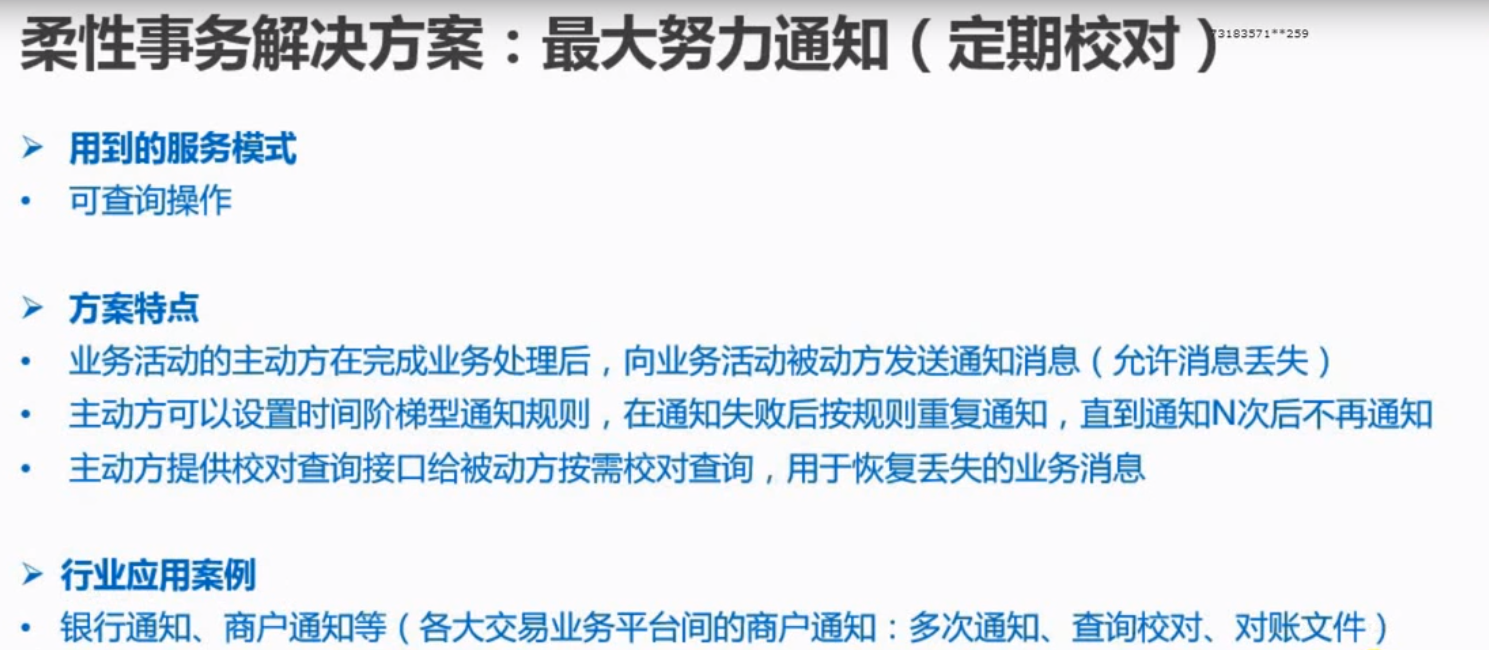 柔性事务解决方案：最大努力通知（定期校对）
73183571**259
用到的服务模式
可查询操作
方案特点
业务活动的主动方在完成业务处理后，向业务活动被动方发送通知消息（允许消息丢失）
主动方可以设置时间阶梯型通知规则，在通知失败后按规则重复通知，直到通知N次后不再通知
主动方提供校对查询接口给被动方按需校对查询，用于恢复丢失的业务消息
行业应用案例
银行通知、商户通知等（各大交易业务平台间的商户通知：多次通知、查询校对、对账文件）